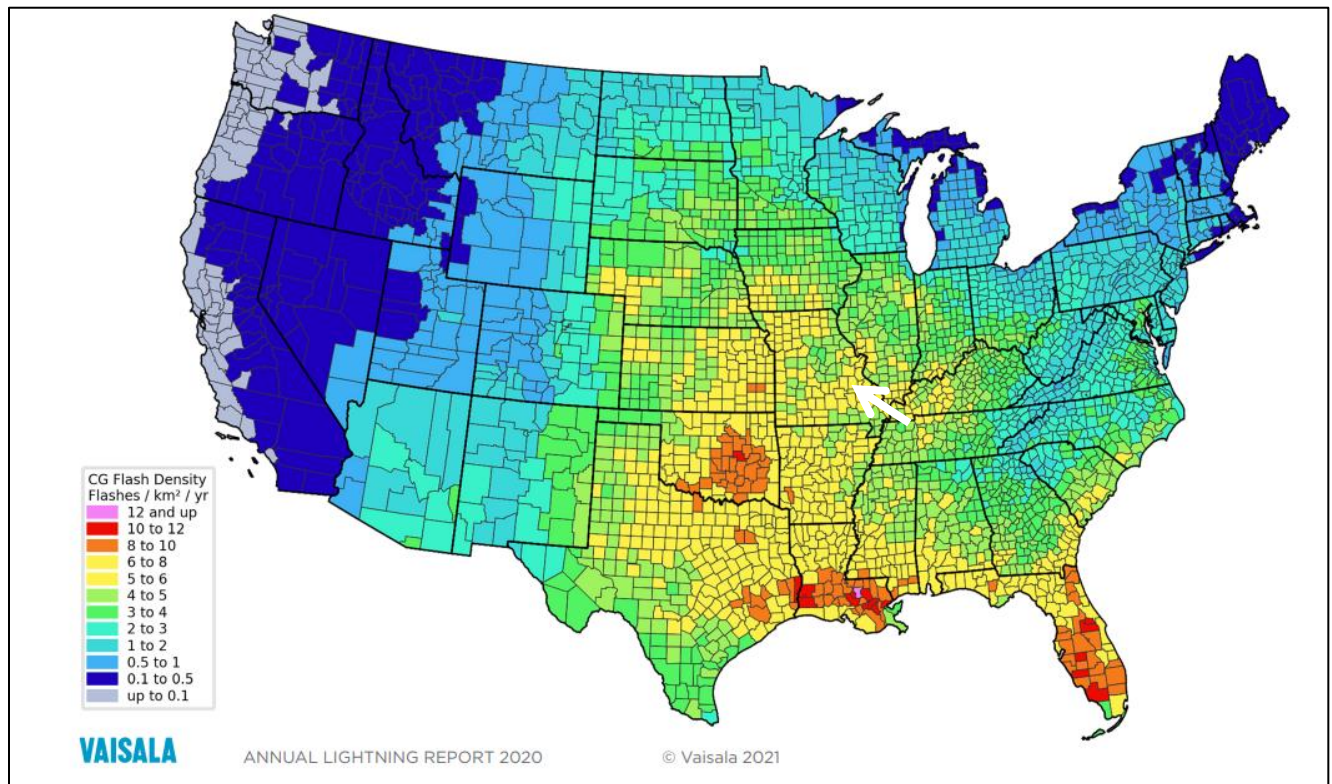 CG Flash Density
Flashes / km² / yr
12 and up
10 to 12
8 to 10
6 to 8
5 to 6
4 to 5
3 to 4
2 to 3
1 to 2
0.5 to 1
0.1 to 0.5
up to 0.1
VAISALA ANNUAL LIGHTNING REPORT 2020 © Vaisala 2021